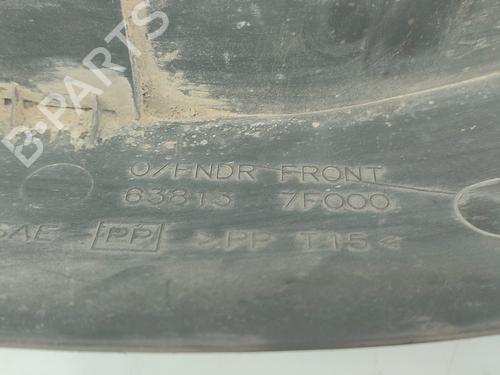 B-PARTS
O/FNDR FRONT
63813 7F000
SAE PP >PP T15<